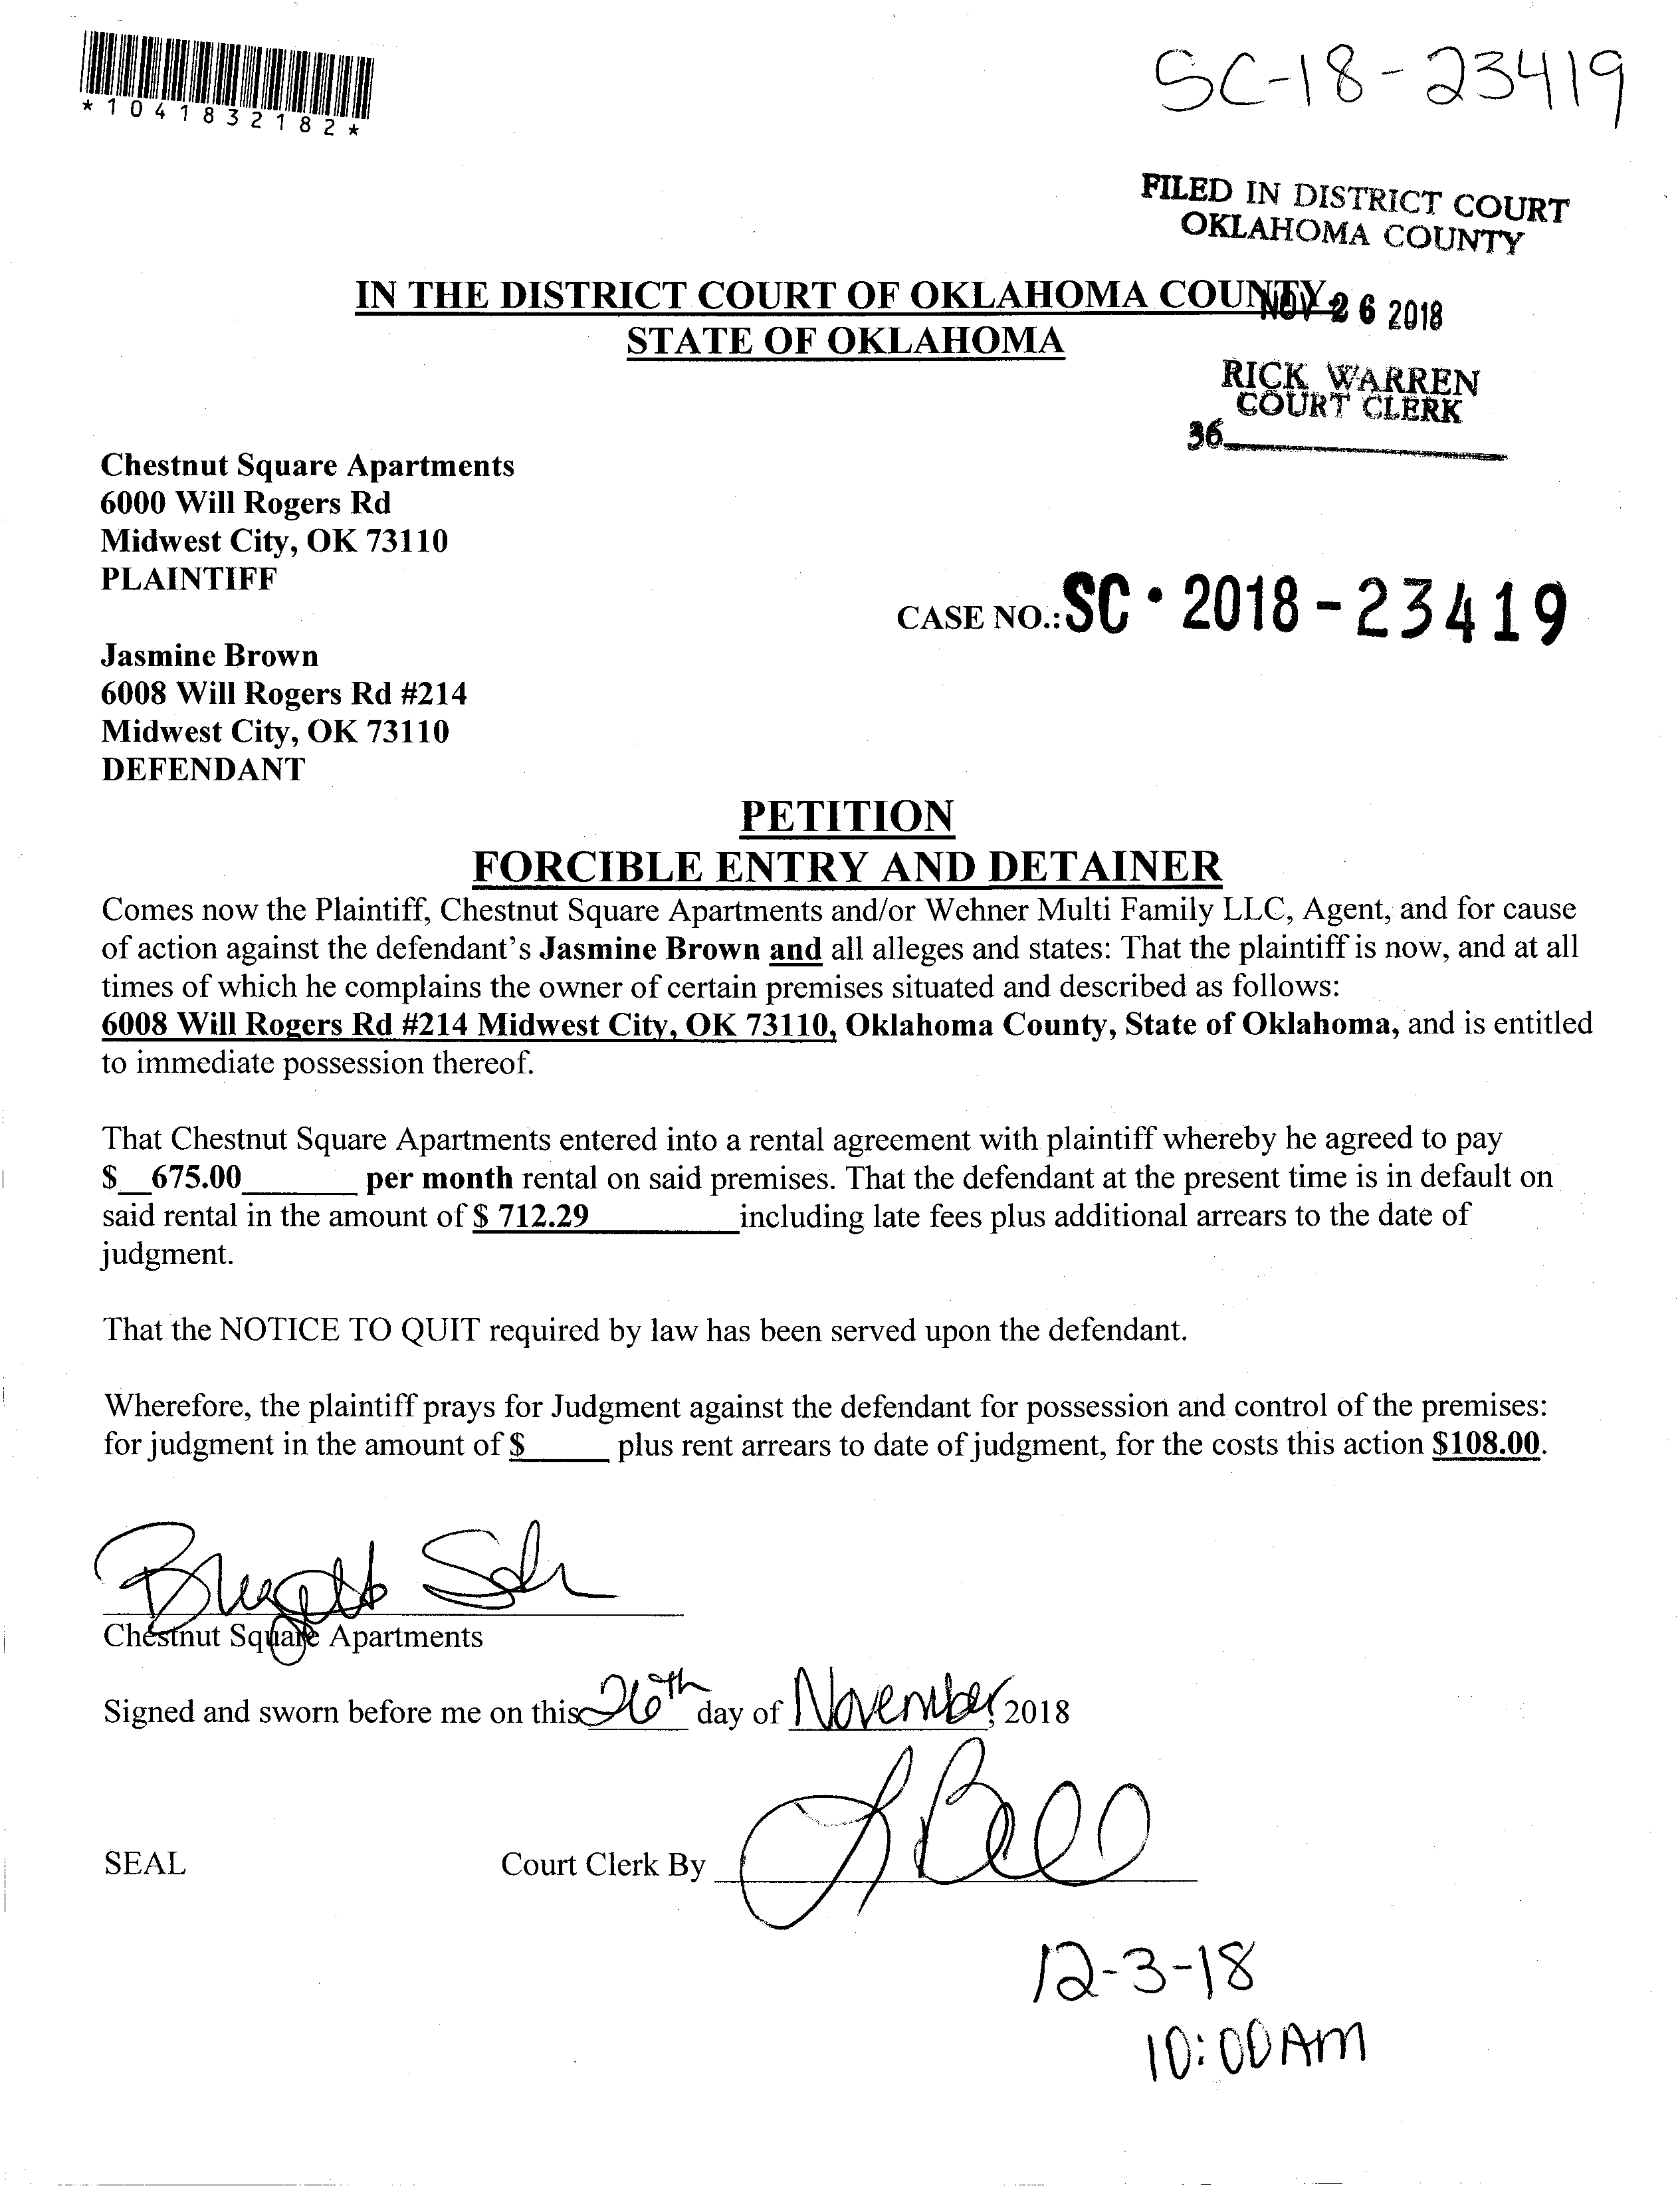 *1041832182*
SC-18-23419
FILED IN DISTRICT COURT
OKLAHOMA COUNTY
IN THE DISTRICT COURT OF OKLAHOMA COUNTY
NOV 26 2018
STATE OF OKLAHOMA
RICK WARREN
COURT CLERK
36
Chestnut Square Apartments
6000 Will Rogers Rd
Midwest City, OK 73110
PLAINTIFF
CASE NO.: SC • 2018 - 23419
Jasmine Brown
6008 Will Rogers Rd #214
Midwest City, OK 73110
DEFENDANT
PETITION
FORCIBLE ENTRY AND DETAINER
Comes now the Plaintiff, Chestnut Square Apartments and/or Wehner Multi Family LLC, Agent, and for cause
of action against the defendant's Jasmine Brown and all alleges and states: That the plaintiff is now, and at all
times of which he complains the owner of certain premises situated and described as follows:
6008 Will Rogers Rd #214 Midwest City, OK 73110, Oklahoma County, State of Oklahoma, and is entitled
to immediate possession thereof.
That Chestnut Square Apartments entered into a rental agreement with plaintiff whereby he agreed to pay
$__675.00_______ per month rental on said premises. That the defendant at the present time is in default on
said rental in the amount of $ 712.29_________including late fees plus additional arrears to the date of
judgment.
That the NOTICE TO QUIT required by law has been served upon the defendant.
Wherefore, the plaintiff prays for Judgment against the defendant for possession and control of the premises:
for judgment in the amount of $_____ plus rent arrears to date of judgment, for the costs this action $108.00.
Chestnut Square Apartments
Signed and sworn before me on this 26th day of November, 2018
SEAL Court Clerk By L Bell
12-3-18
10:00AM